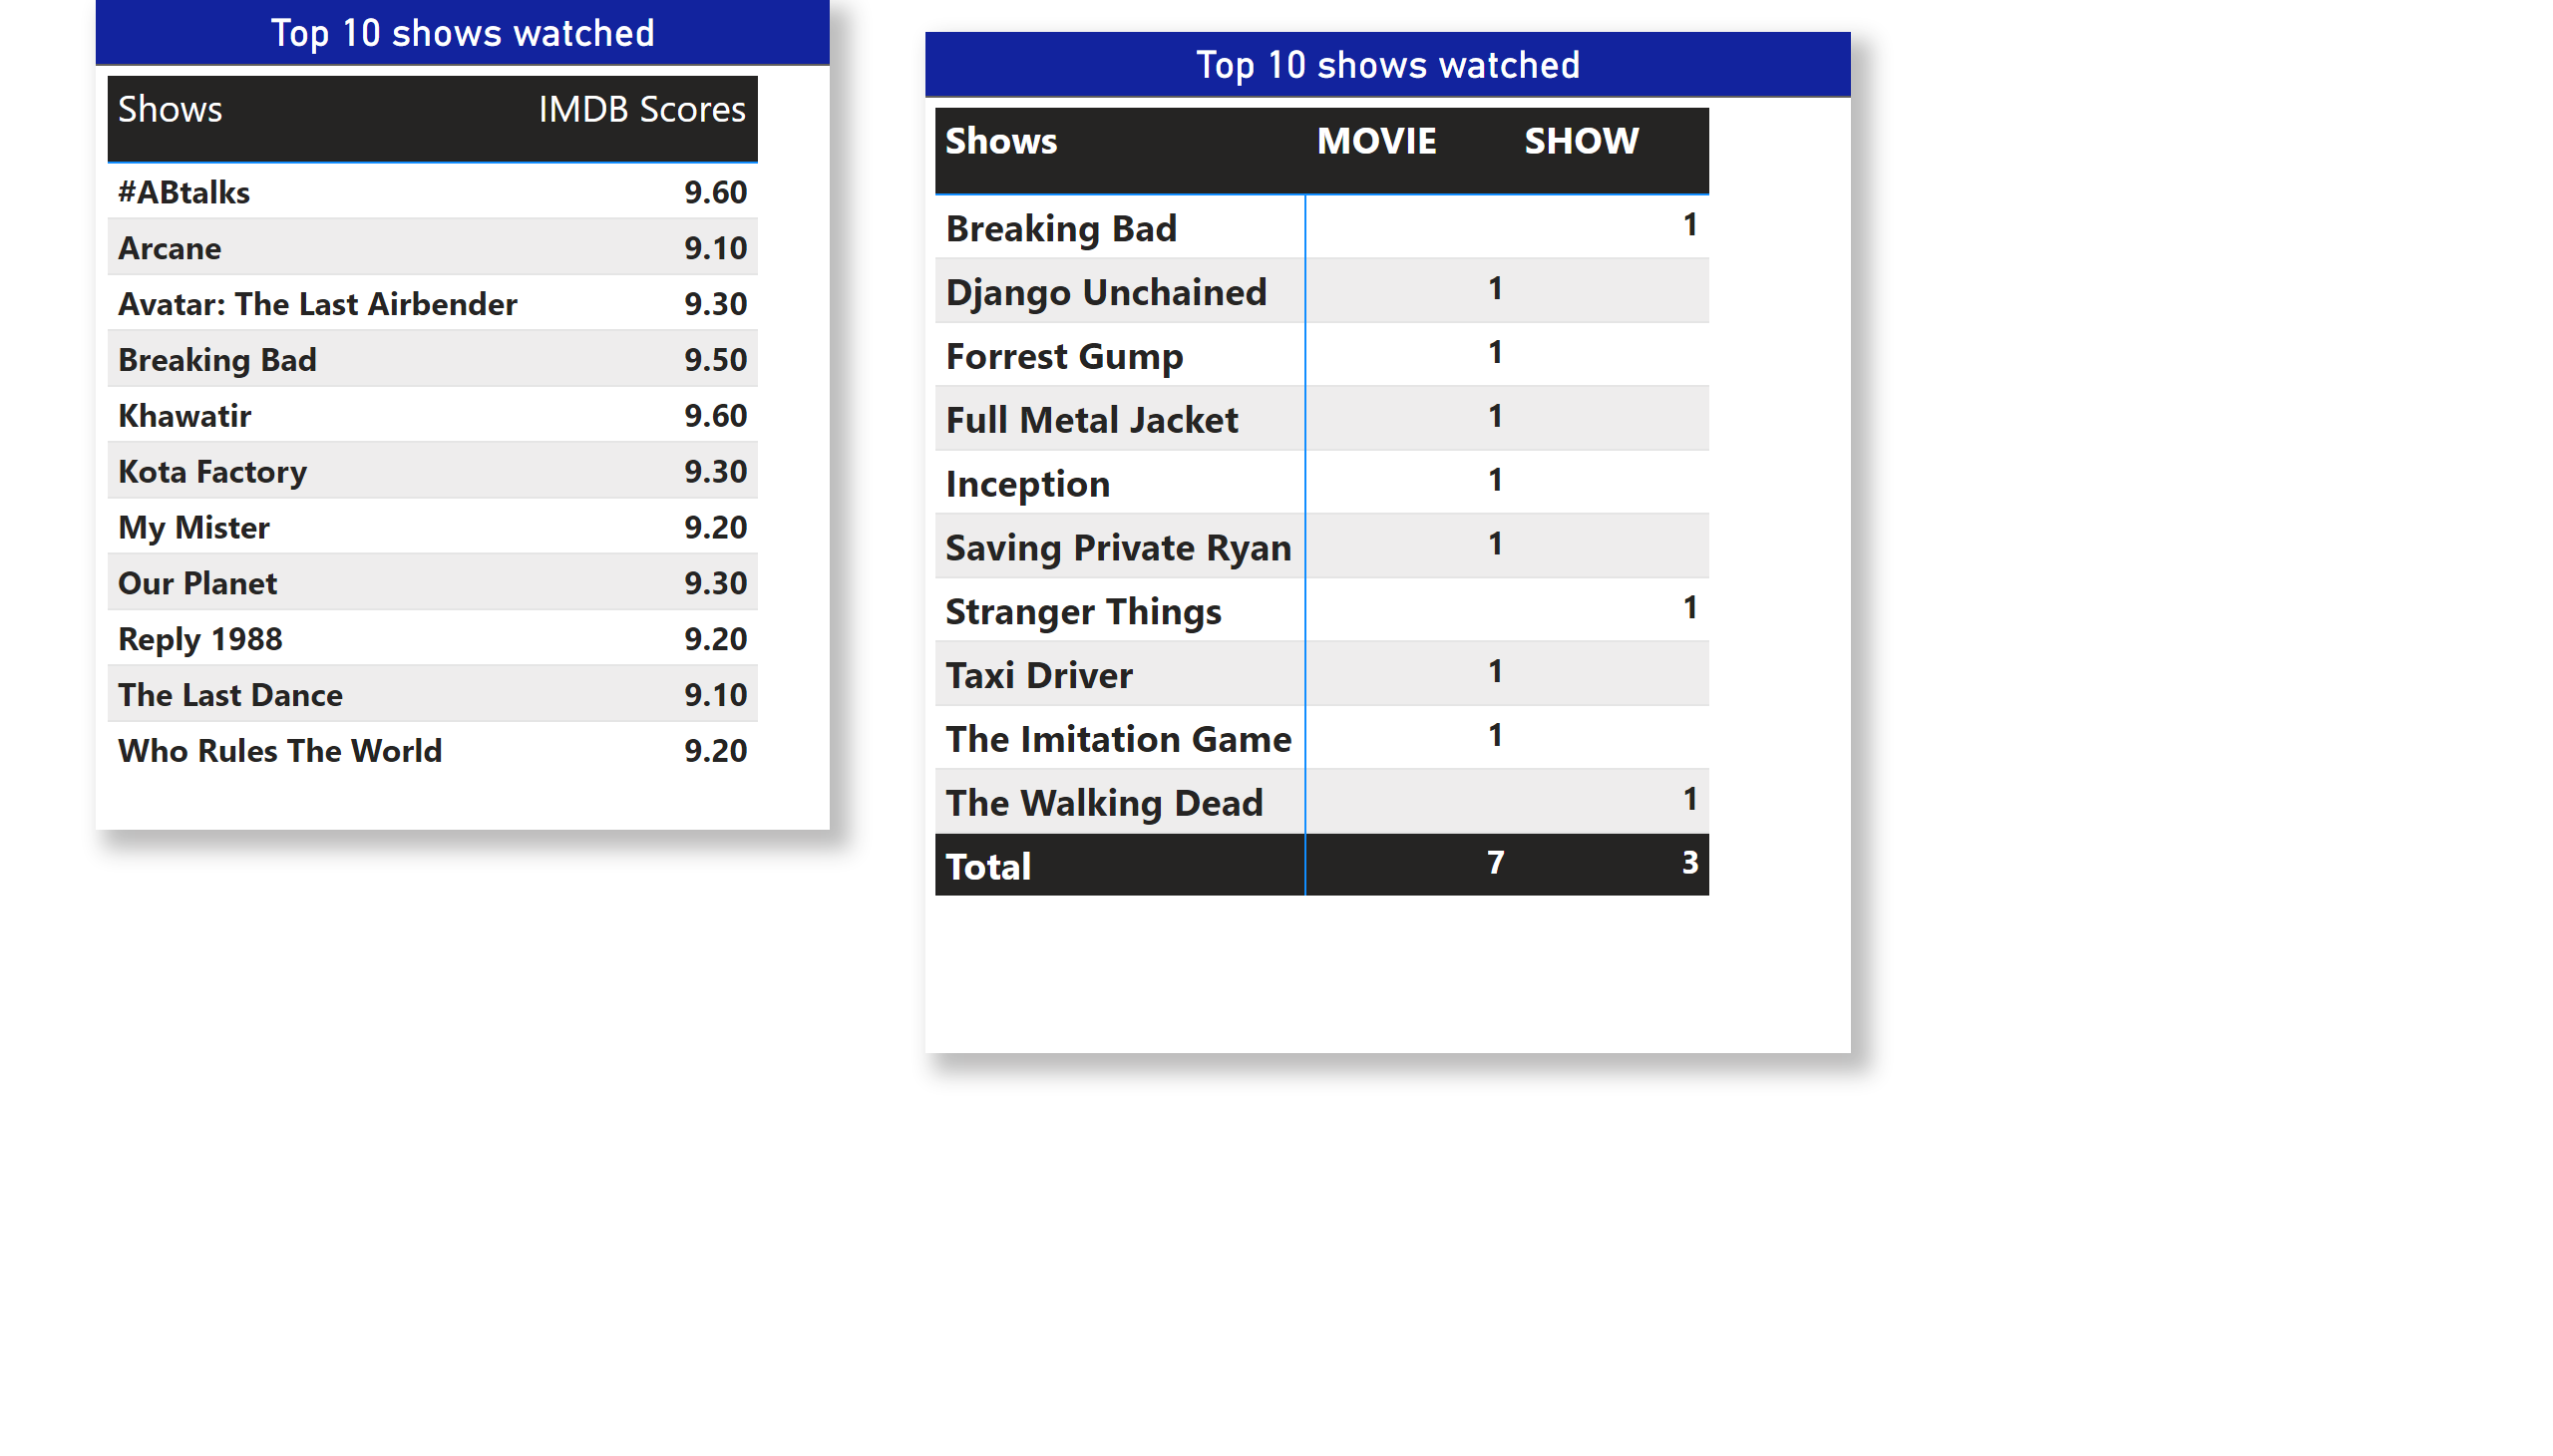 Top 10 shows watched
Shows IMDB Scores
#ABtalks 9.60
Arcane 9.10
Avatar: The Last Airbender 9.30
Breaking Bad 9.50
Khawatir 9.60
Kota Factory 9.30
My Mister 9.20
Our Planet 9.30
Reply 1988 9.20
The Last Dance 9.10
Who Rules The World 9.20
Top 10 shows watched
Shows MOVIE SHOW
Breaking Bad 1
Django Unchained 1
Forrest Gump 1
Full Metal Jacket 1
Inception 1
Saving Private Ryan 1
Stranger Things 1
Taxi Driver 1
The Imitation Game 1
The Walking Dead 1
Total 7 3